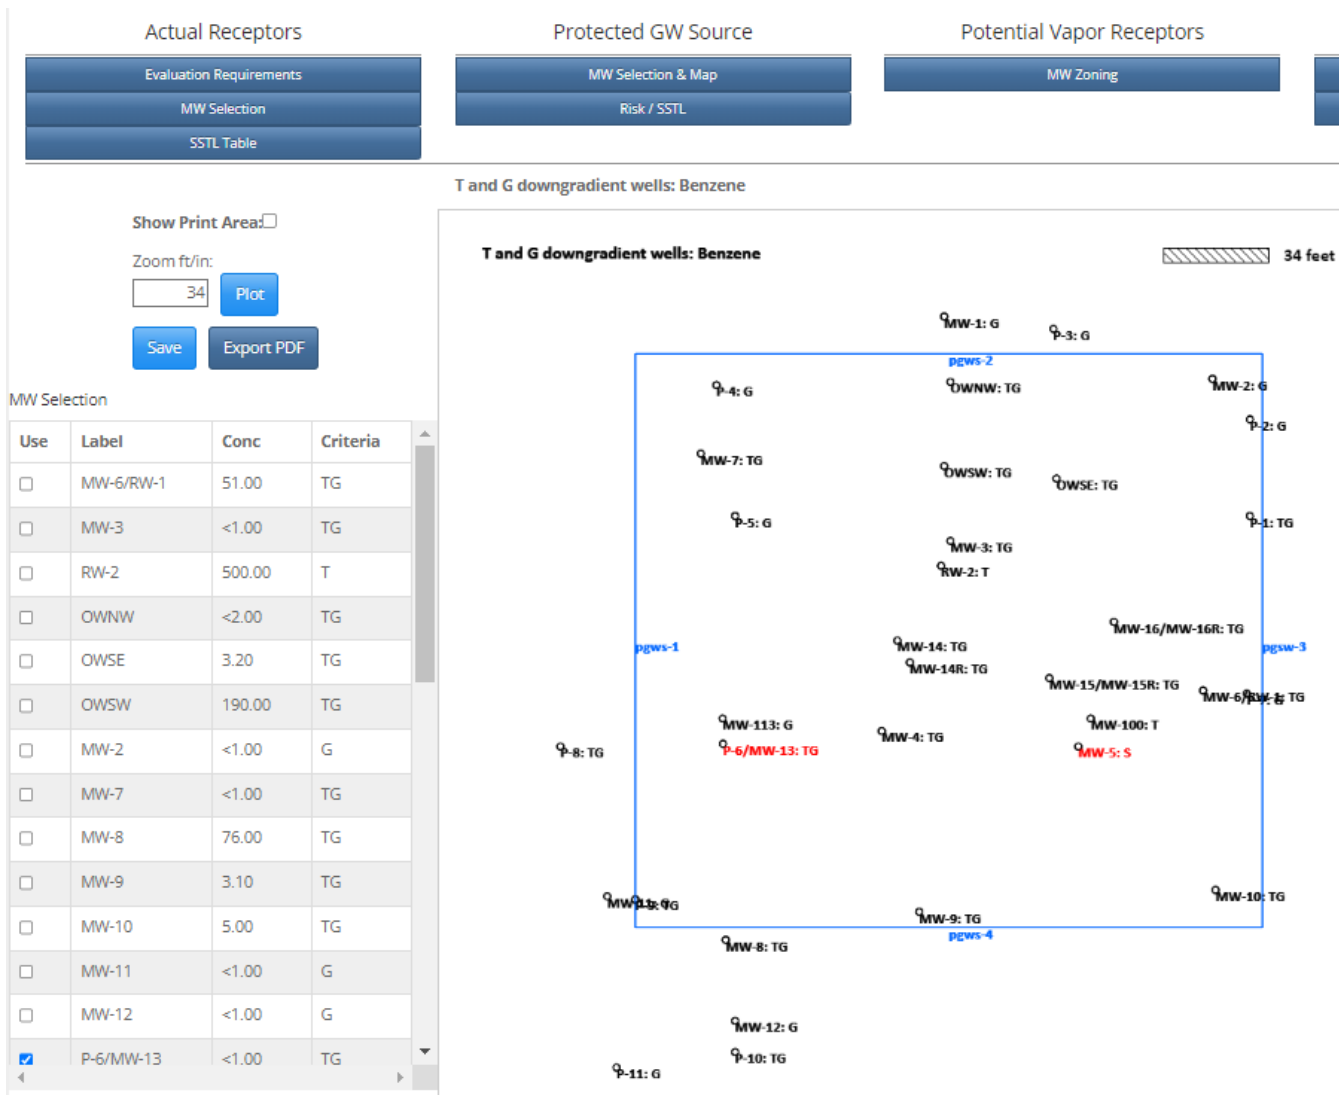 Actual Receptors
Protected GW Source
Potential Vapor Receptors
Evaluation Requirements
MW Selection & Map
MW Zoning
MW Selection
Risk / SSTL
SSTL Table
T and G downgradient wells: Benzene
Show Print Area:
Zoom ft/in:
34 Plot
Save Export PDF
MW Selection
Use Label Conc Criteria
MW-6/RW-1 51.00 TG
MW-3 <1.00 TG
RW-2 500.00 T
OWNW <2.00 TG
OWSE 3.20 TG
OWSW 190.00 TG
MW-2 <1.00 G
MW-7 <1.00 TG
MW-8 76.00 TG
MW-9 3.10 TG
MW-10 5.00 TG
MW-11 <1.00 G
MW-12 <1.00 G
P-6/MW-13 <1.00 TG
T and G downgradient wells: Benzene
34 feet
MW-1: G
P-3: G
pgws-2
P-4: G
OWNW: TG
MW-2: G
P-2: G
MW-7: TG
OWSW: TG
OWSE: TG
P-5: G
P-1: TG
MW-3: TG
RW-2: T
MW-16/MW-16R: TG
pgws-1
MW-14: TG
pgsw-3
MW-14R: TG
MW-15/MW-15R: TG
MW-6/RW-1: TG
MW-113: G
MW-100: T
MW-4: TG
P-8: TG
P-6/MW-13: TG
MW-5: S
MW-10: TG
MW-11: G
MW-9: TG
pgws-4
MW-8: TG
MW-12: G
P-10: TG
P-11: G